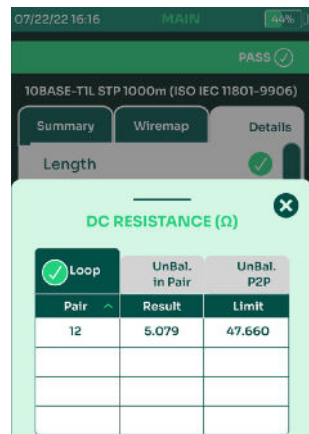 07/22/22 16:16 MAIN 44%
PASS
10BASE-T1L STP 1000m (ISO IEC 11801-9906)
Summary Wiremap Details
Length
DC RESISTANCE (Ω)
Loop UnBal. in Pair UnBal. P2P
Pair Result Limit
12 5.079 47.660